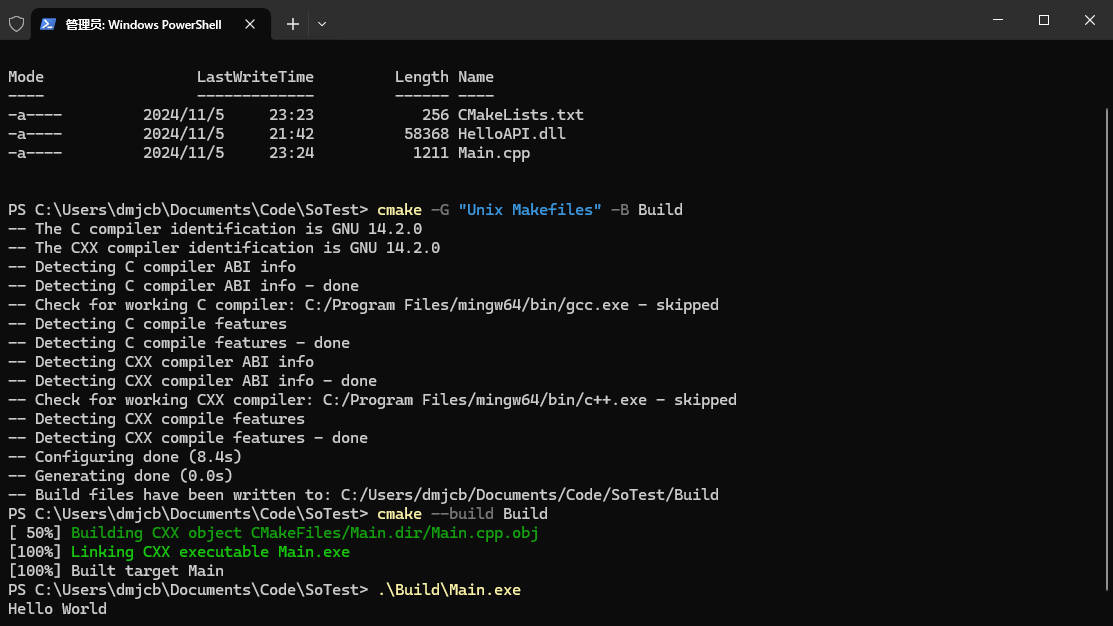 管理员: Windows PowerShell
Mode                 LastWriteTime         Length Name
----                 -------------         ------ ----
-a----         2024/11/5     23:23            256 CMakeLists.txt
-a----         2024/11/5     21:42          58368 HelloAPI.dll
-a----         2024/11/5     23:24           1211 Main.cpp
PS C:\Users\dmjcb\Documents\Code\SoTest> cmake -G "Unix Makefiles" -B Build
-- The C compiler identification is GNU 14.2.0
-- The CXX compiler identification is GNU 14.2.0
-- Detecting C compiler ABI info
-- Detecting C compiler ABI info - done
-- Check for working C compiler: C:/Program Files/mingw64/bin/gcc.exe - skipped
-- Detecting C compile features
-- Detecting C compile features - done
-- Detecting CXX compiler ABI info
-- Detecting CXX compiler ABI info - done
-- Check for working CXX compiler: C:/Program Files/mingw64/bin/c++.exe - skipped
-- Detecting CXX compile features
-- Detecting CXX compile features - done
-- Configuring done (8.4s)
-- Generating done (0.0s)
-- Build files have been written to: C:/Users/dmjcb/Documents/Code/SoTest/Build
PS C:\Users\dmjcb\Documents\Code\SoTest> cmake --build Build
[ 50%] Building CXX object CMakeFiles/Main.dir/Main.cpp.obj
[100%] Linking CXX executable Main.exe
[100%] Built target Main
PS C:\Users\dmjcb\Documents\Code\SoTest> .\Build\Main.exe
Hello World